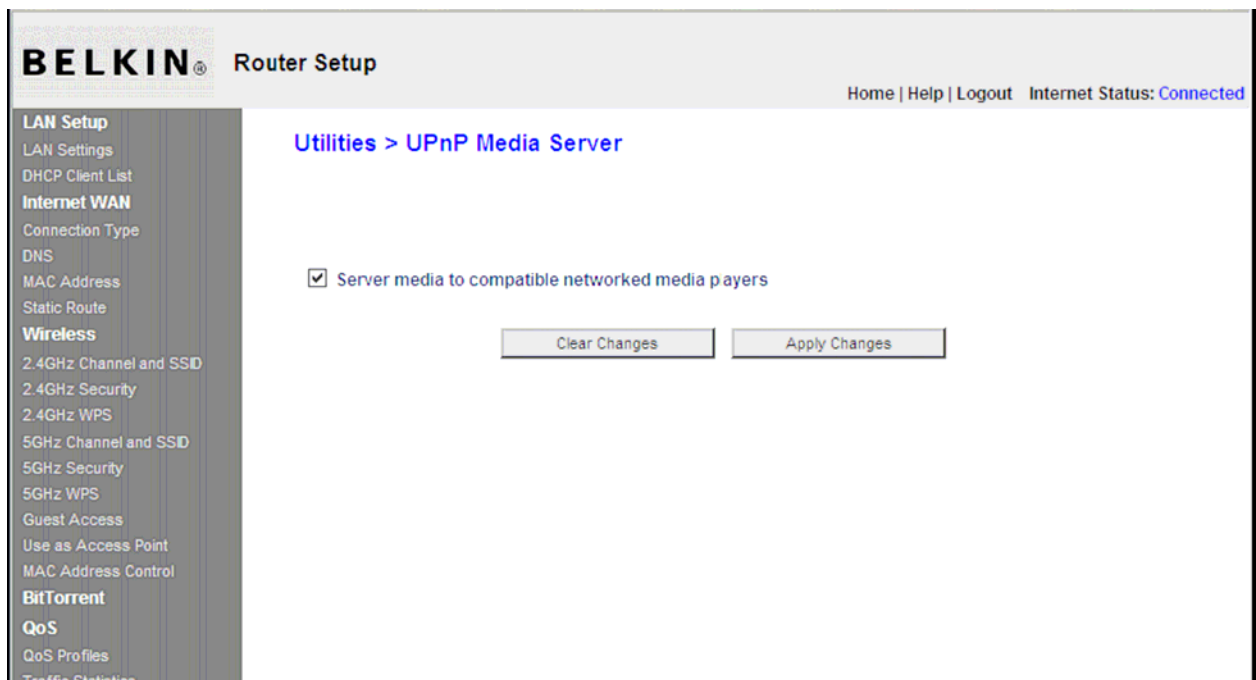 BELKIN® Router Setup
Home | Help | Logout Internet Status: Connected
LAN Setup
LAN Settings
DHCP Client List
Internet WAN
Connection Type
DNS
MAC Address
Static Route
Wireless
2.4GHz Channel and SSID
2.4GHz Security
2.4GHz WPS
5GHz Channel and SSID
5GHz Security
5GHz WPS
Guest Access
Use as Access Point
MAC Address Control
BitTorrent
QoS
QoS Profiles
Traffic Statistics
Utilities > UPnP Media Server
Server media to compatible networked media p ayers
Clear Changes
Apply Changes